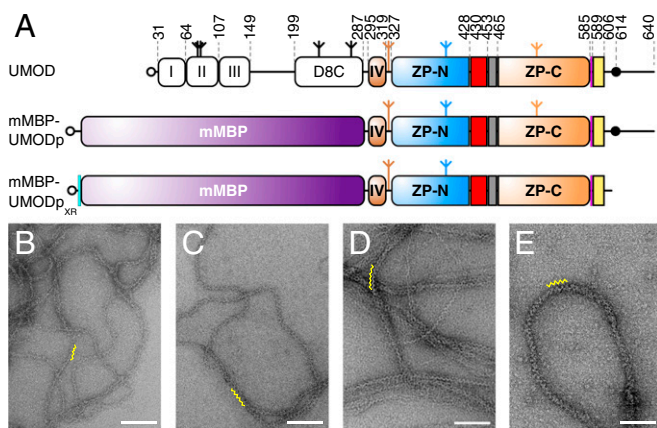 A
31 64 107 149 199 287 295 319 327 428 430 453 465 585 589 606 614 640
UMOD I II III D8C IV ZP-N ZP-C
mMBP-
UMODp mMBP IV ZP-N ZP-C
mMBP-
UMODpXR mMBP IV ZP-N ZP-C
B C D E